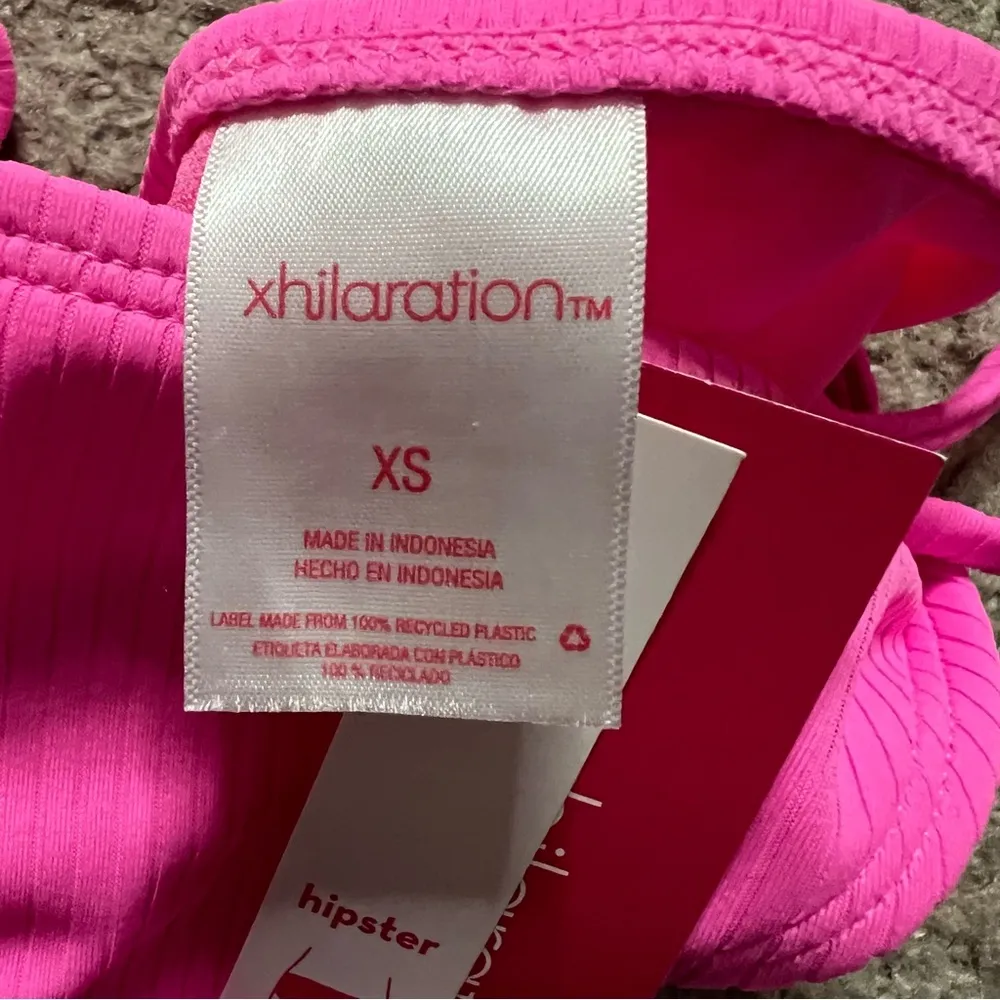 xhilaration™
XS
MADE IN INDONESIA
HECHO EN INDONESIA
LABEL MADE FROM 100% RECYCLED PLASTIC
ETIQUETA ELABORADA CON PLÁSTICO
100 % RECICLADO
hipster